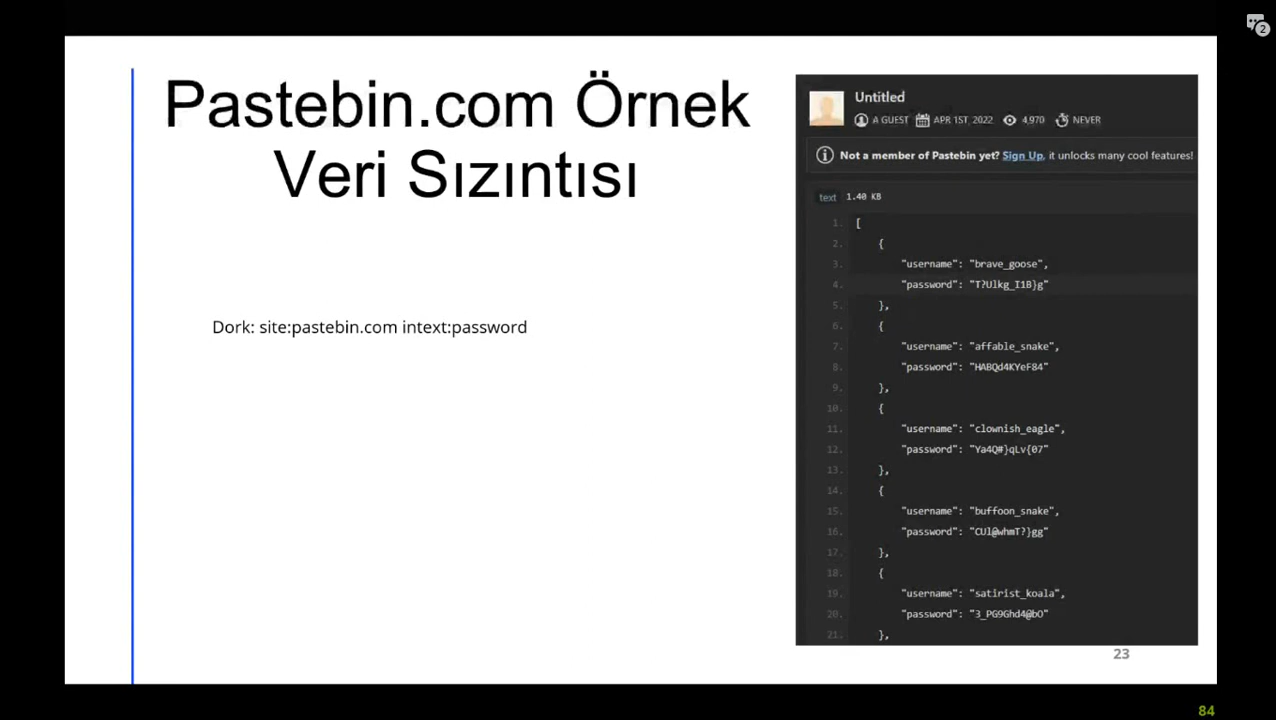 2
Pastebin.com Örnek
Veri Sızıntısı
Dork: site:pastebin.com intext:password
Untitled
A GUEST APR 1ST, 2022 4,970 NEVER
Not a member of Pastebin yet? Sign Up, it unlocks many cool features!
text 1.40 KB
1. [
2. {
3. "username": "brave_goose",
4. "password": "T?Ulkg_I1B}g"
5. },
6. {
7. "username": "affable_snake",
8. "password": "HABQd4KYeF84"
9. },
10. {
11. "username": "clownish_eagle",
12. "password": "Ya4Q#}qLv{07"
13. },
14. {
15. "username": "buffoon_snake",
16. "password": "CUl@whmT?}gg"
17. },
18. {
19. "username": "satirist_koala",
20. "password": "3_PG9Ghd4@bO"
21. },
23
84